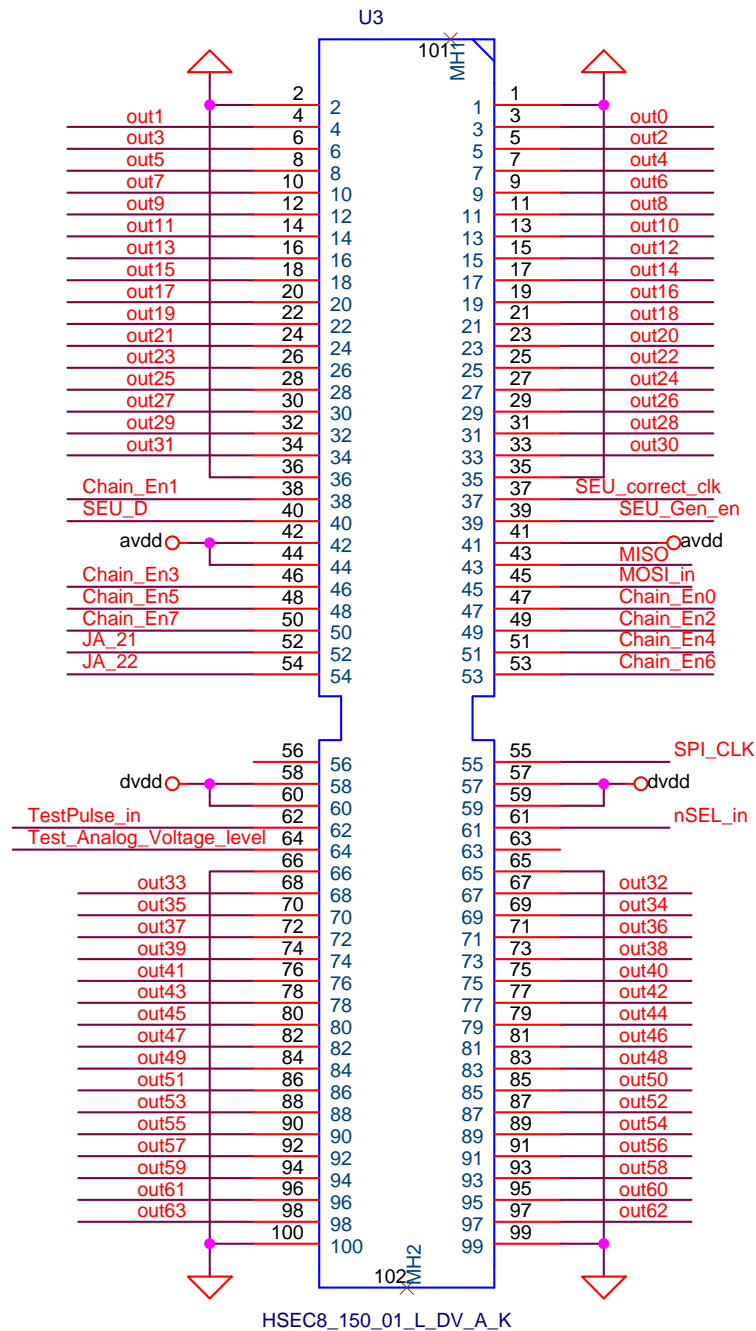 U3
101 MH1
2 2 1 1
out1 4 4 3 3 out0
out3 6 6 5 5 out2
out5 8 8 7 7 out4
out7 10 10 9 9 out6
out9 12 12 11 11 out8
out11 14 14 13 13 out10
out13 16 16 15 15 out12
out15 18 18 17 17 out14
out17 20 20 19 19 out16
out19 22 22 21 21 out18
out21 24 24 23 23 out20
out23 26 26 25 25 out22
out25 28 28 27 27 out24
out27 30 30 29 29 out26
out29 32 32 31 31 out28
out31 34 34 33 33 out30
36 36 35 35
Chain_En1 38 38 37 37 SEU_correct_clk
SEU_D 40 40 39 39 SEU_Gen_en
avdd 42 42 41 41 avdd
44 44 43 43 MISO
Chain_En3 46 46 45 45 MOSI_in
Chain_En5 48 48 47 47 Chain_En0
Chain_En7 50 50 49 49 Chain_En2
JA_21 52 52 51 51 Chain_En4
JA_22 54 54 53 53 Chain_En6
56 56 55 55 SPI_CLK
dvdd 58 58 57 57 dvdd
60 60 59 59
TestPulse_in 62 62 61 61 nSEL_in
Test_Analog_Voltage_level 64 64 63 63
66 66 65 65
out33 68 68 67 67 out32
out35 70 70 69 69 out34
out37 72 72 71 71 out36
out39 74 74 73 73 out38
out41 76 76 75 75 out40
out43 78 78 77 77 out42
out45 80 80 79 79 out44
out47 82 82 81 81 out46
out49 84 84 83 83 out48
out51 86 86 85 85 out50
out53 88 88 87 87 out52
out55 90 90 89 89 out54
out57 92 92 91 91 out56
out59 94 94 93 93 out58
out61 96 96 95 95 out60
out63 98 98 97 97 out62
100 100 99 99
102 MH2
HSEC8_150_01_L_DV_A_K